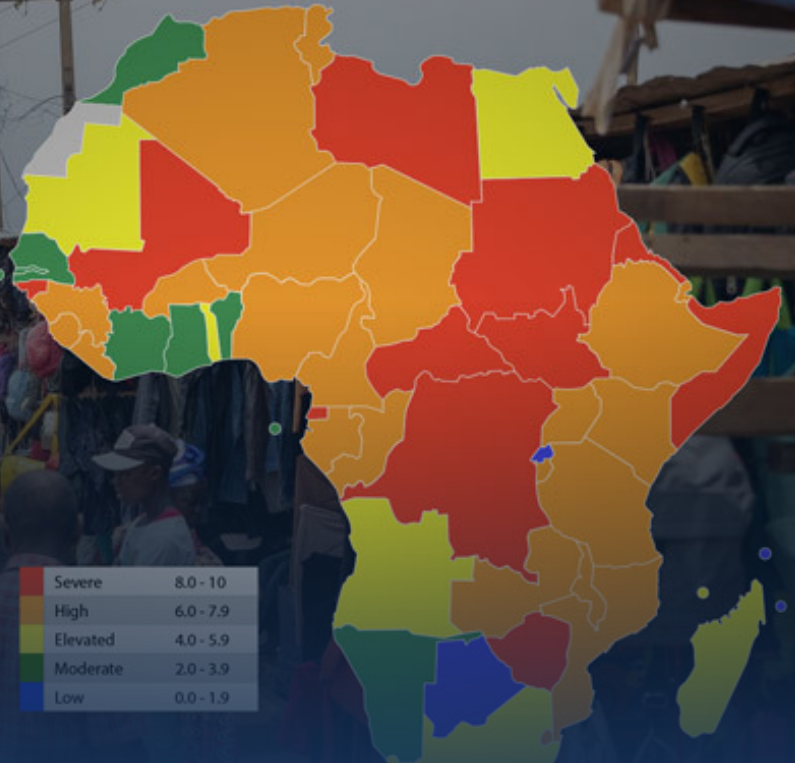 Severe 8.0 - 10
High 6.0 - 7.9
Elevated 4.0 - 5.9
Moderate 2.0 - 3.9
Low 0.0 - 1.9